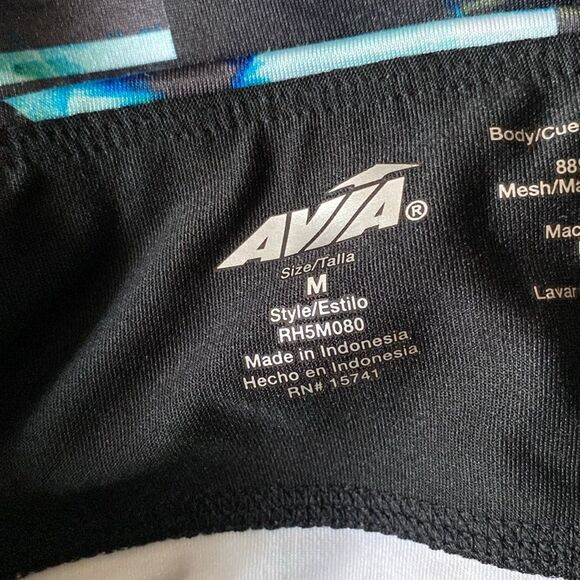 AVIA®
Size/Talla
M
Style/Estilo
RH5M080
Made in Indonesia
Hecho en Indonesia
RN# 15741
Body/Cue
88
Mesh/Ma
Mac
Lavar